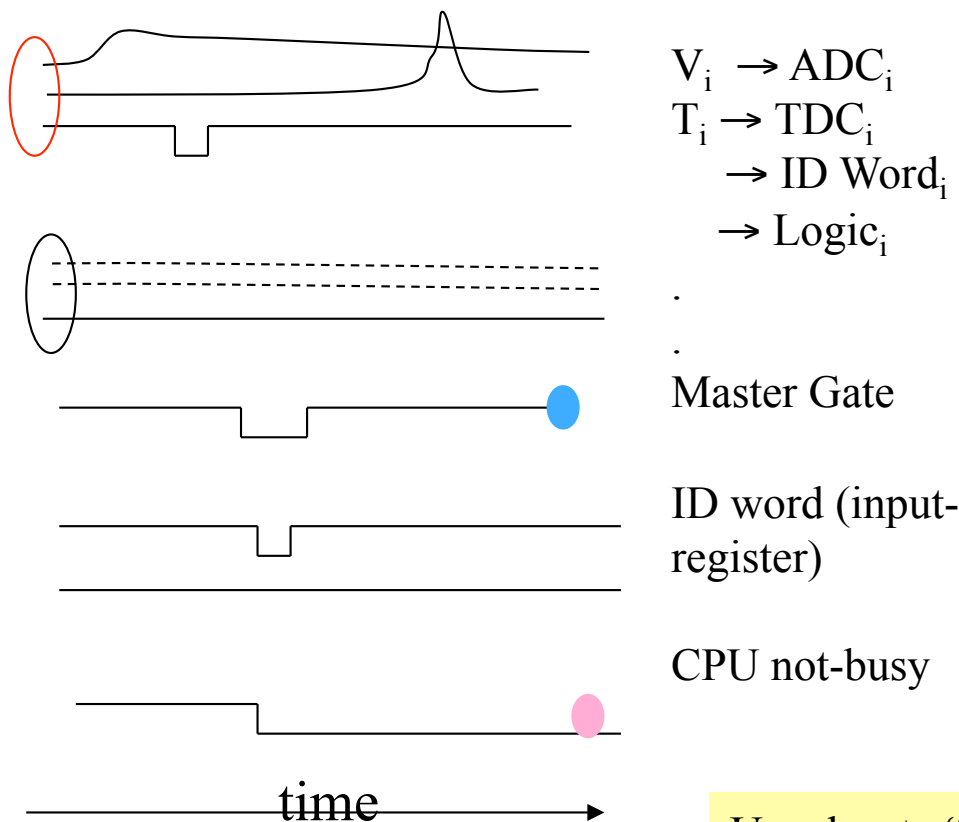 Vᵢ → ADCᵢ
Tᵢ → TDCᵢ
→ ID Wordᵢ
→ Logicᵢ
.
.
Master Gate
ID word (input-
register)
CPU not-busy
time